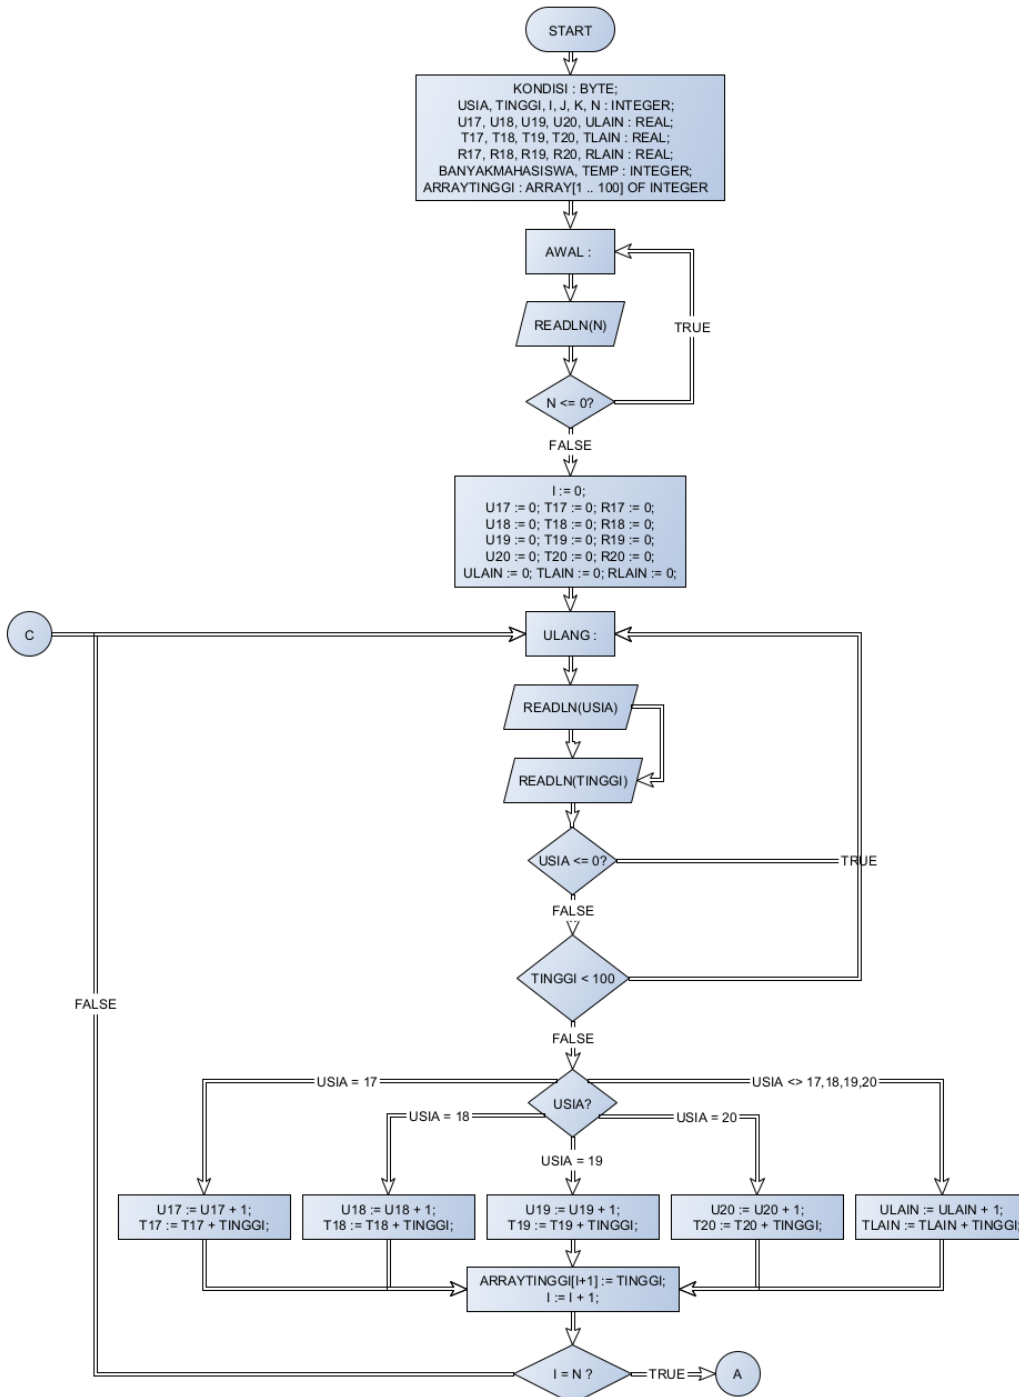 START
KONDISI : BYTE;
USIA, TINGGI, I, J, K, N : INTEGER;
U17, U18, U19, U20, ULAIN : REAL;
T17, T18, T19, T20, TLAIN : REAL;
R17, R18, R19, R20, RLAIN : REAL;
BANYAKMAHASISWA, TEMP : INTEGER;
ARRAYTINGGI : ARRAY[1 .. 100] OF INTEGER
AWAL :
READLN(N)
TRUE
N <= 0?
FALSE
I := 0;
U17 := 0; T17 := 0; R17 := 0;
U18 := 0; T18 := 0; R18 := 0;
U19 := 0; T19 := 0; R19 := 0;
U20 := 0; T20 := 0; R20 := 0;
ULAIN := 0; TLAIN := 0; RLAIN := 0;
C
ULANG :
READLN(USIA)
READLN(TINGGI)
USIA <= 0?
TRUE
FALSE
TINGGI < 100
FALSE
FALSE
USIA?
USIA = 17
USIA = 18
USIA = 19
USIA = 20
USIA <> 17,18,19,20
U17 := U17 + 1;
T17 := T17 + TINGGI;
U18 := U18 + 1;
T18 := T18 + TINGGI;
U19 := U19 + 1;
T19 := T19 + TINGGI;
U20 := U20 + 1;
T20 := T20 + TINGGI;
ULAIN := ULAIN + 1;
TLAIN := TLAIN + TINGGI;
ARRAYTINGGI[I+1] := TINGGI;
I := I + 1;
I = N ?
TRUE
A